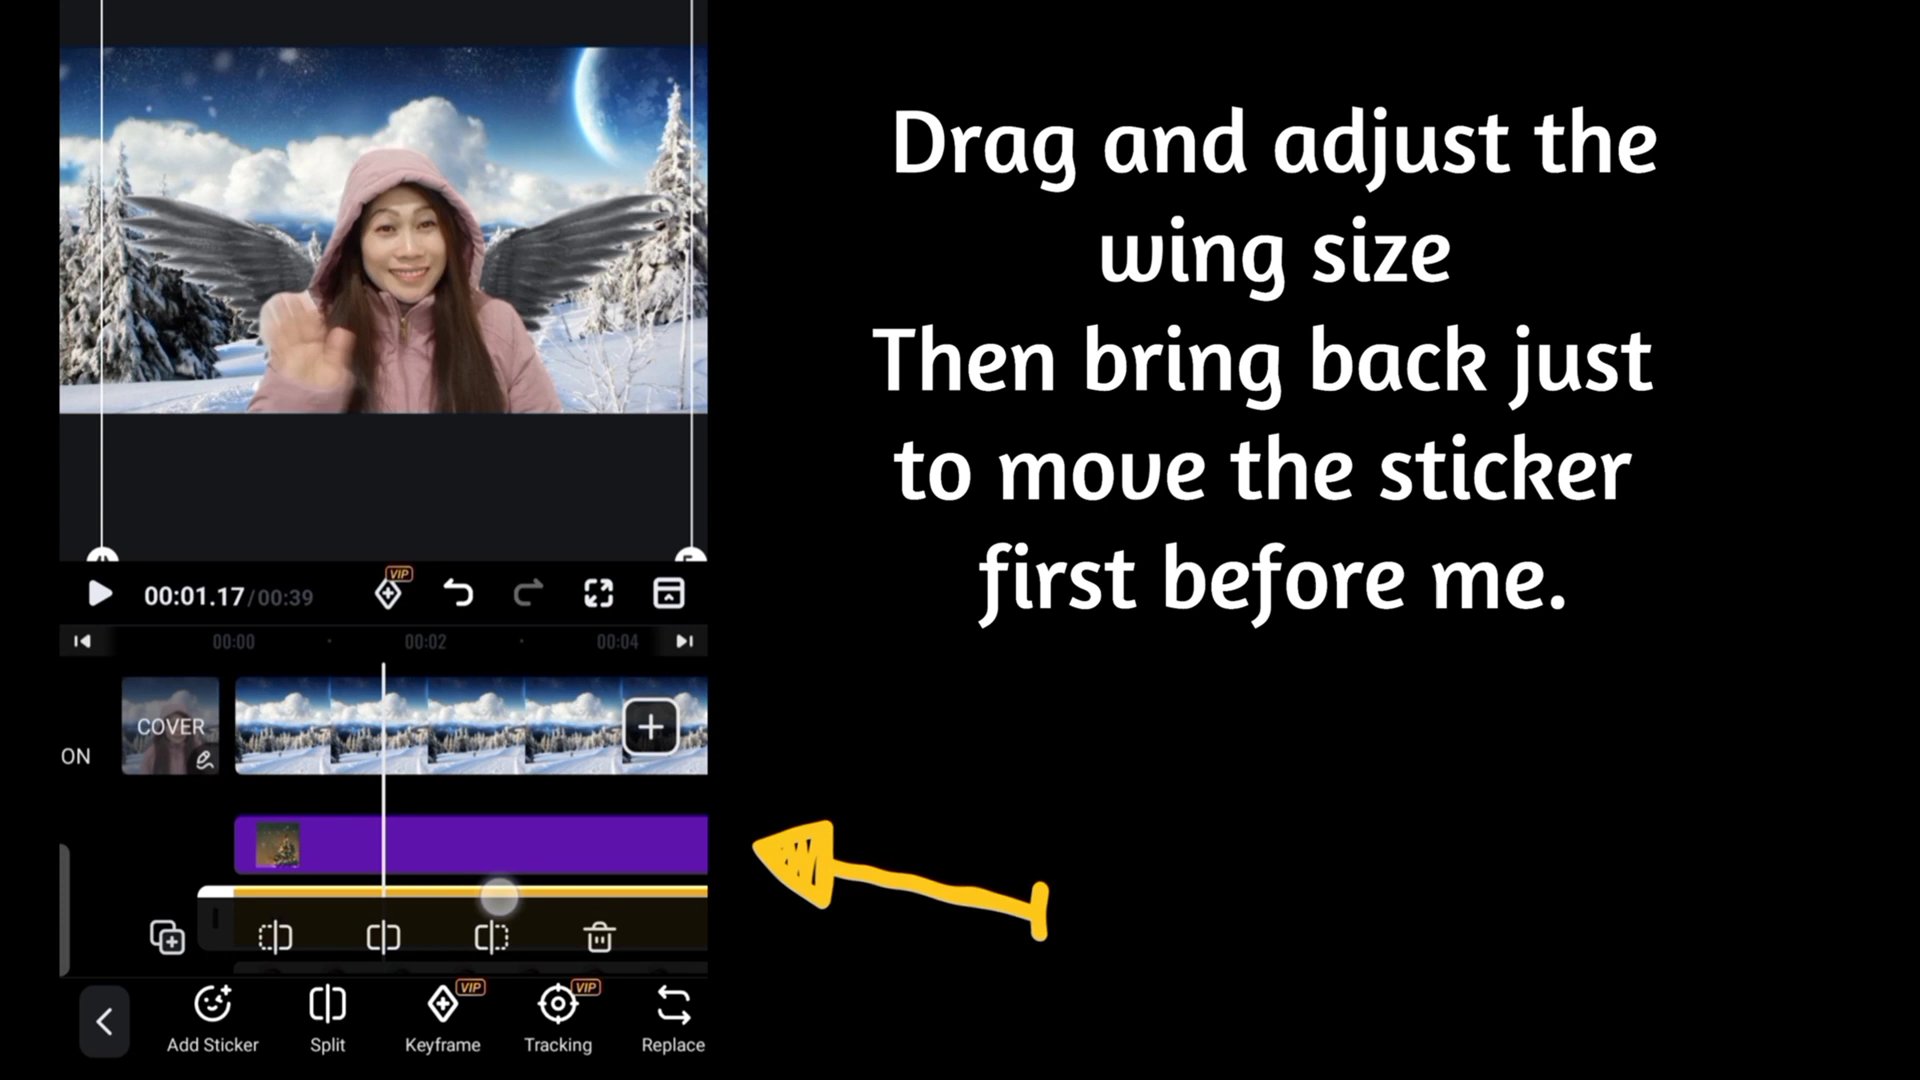 Drag and adjust the
wing size
Then bring back just
to move the sticker
first before me.
VIP
00:01.17/00:39
00:00
00:02
00:04
COVER
ON
VIP
VIP
Add Sticker
Split
Keyframe
Tracking
Replace